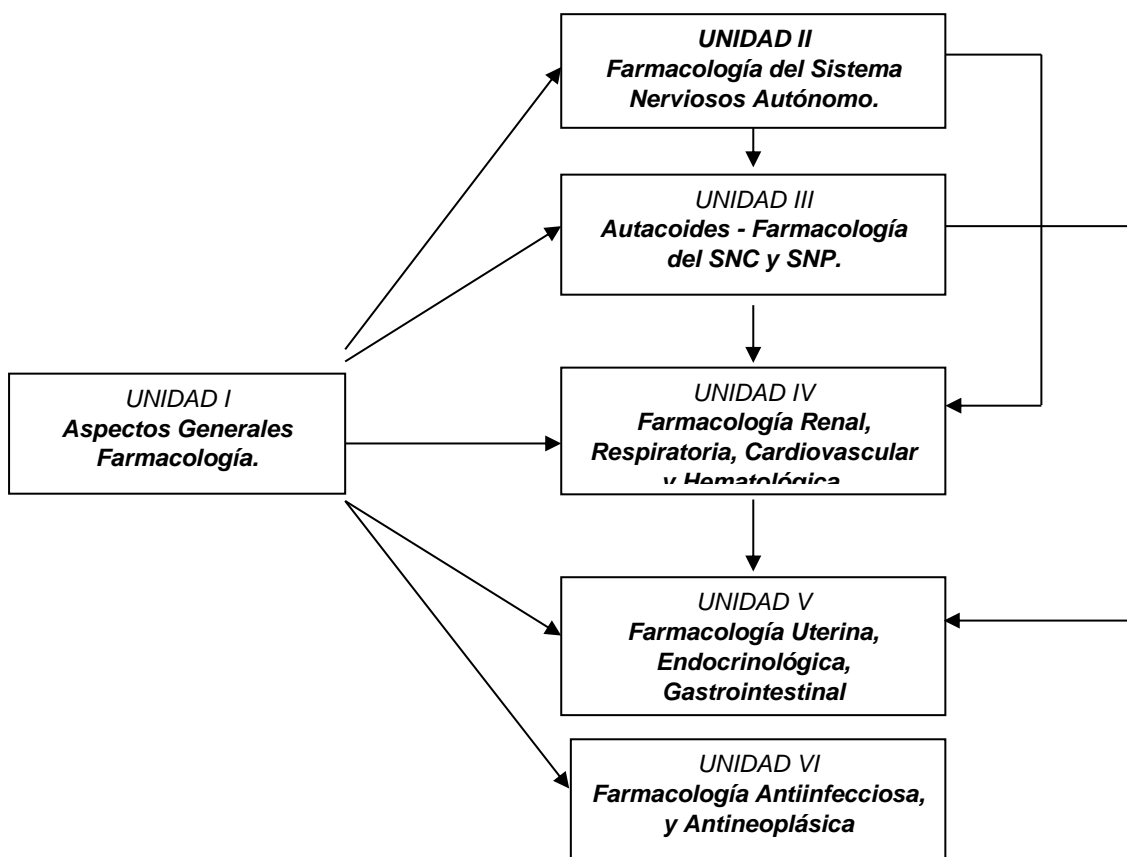 UNIDAD II
Farmacología del Sistema
Nerviosos Autónomo.
UNIDAD III
Autacoides - Farmacología
del SNC y SNP.
UNIDAD I
Aspectos Generales
Farmacología.
UNIDAD IV
Farmacología Renal,
Respiratoria, Cardiovascular
y Hematológica
UNIDAD V
Farmacología Uterina,
Endocrinológica,
Gastrointestinal
UNIDAD VI
Farmacología Antiinfecciosa,
y Antineoplásica